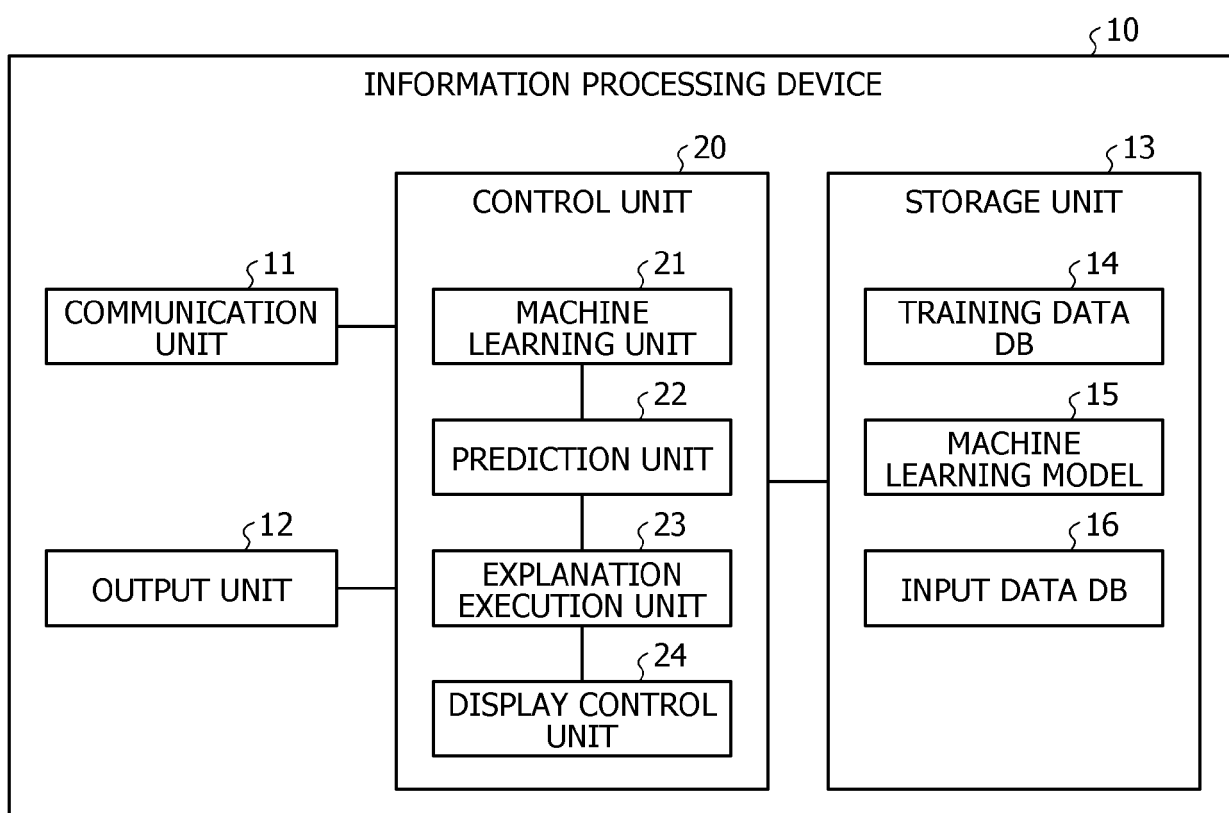 10
INFORMATION PROCESSING DEVICE
20
CONTROL UNIT
13
STORAGE UNIT
11
COMMUNICATION
UNIT
21
MACHINE
LEARNING UNIT
14
TRAINING DATA
DB
22
PREDICTION UNIT
15
MACHINE
LEARNING MODEL
12
OUTPUT UNIT
23
EXPLANATION
EXECUTION UNIT
16
INPUT DATA DB
24
DISPLAY CONTROL
UNIT